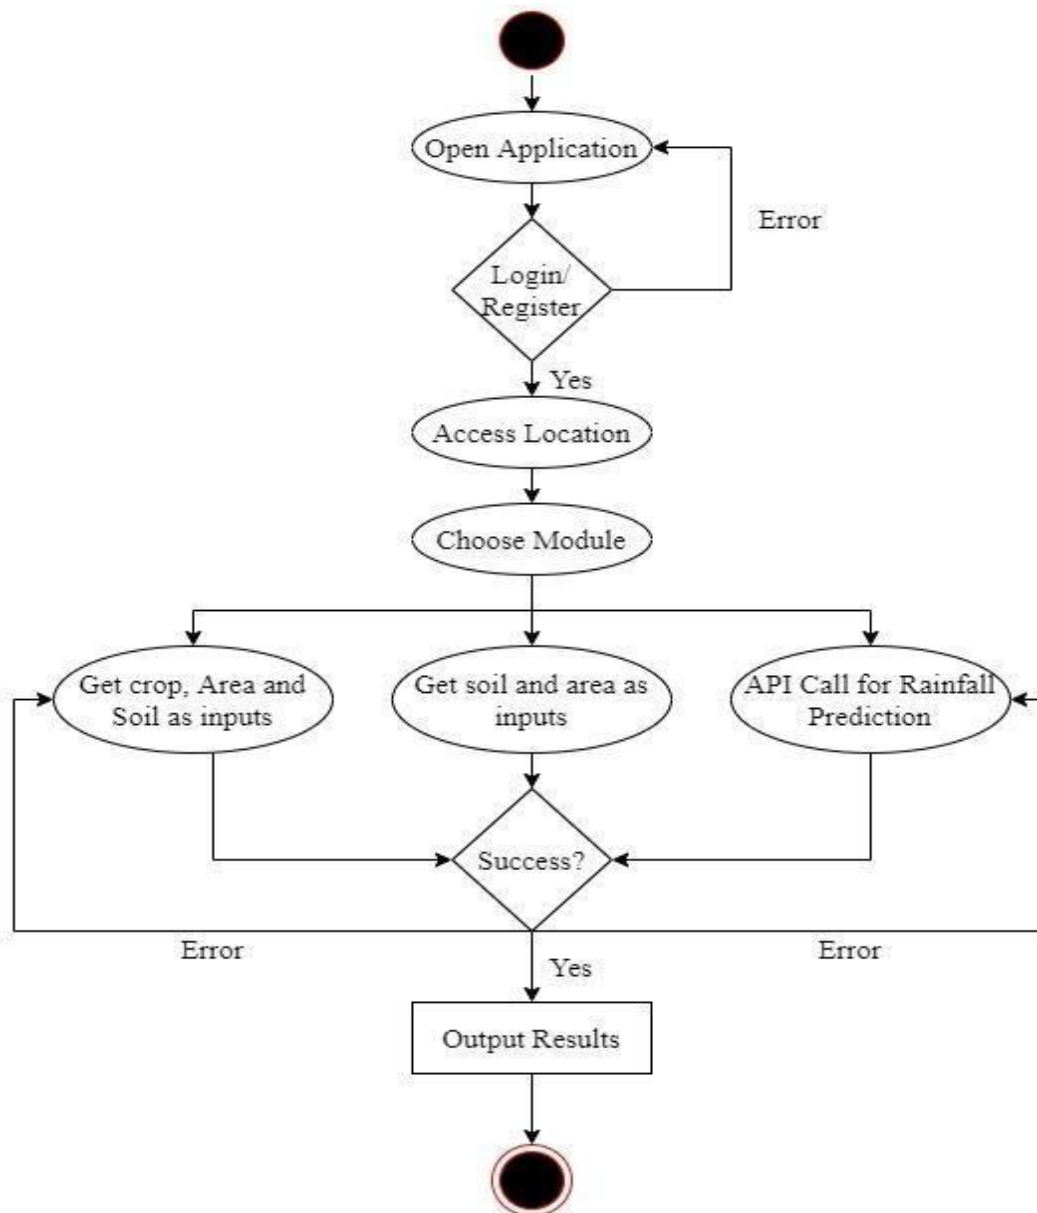 Open Application
Error
Login/
Register
Yes
Access Location
Choose Module
Get crop, Area and
Soil as inputs
Get soil and area as
inputs
API Call for Rainfall
Prediction
Success?
Error
Error
Yes
Output Results